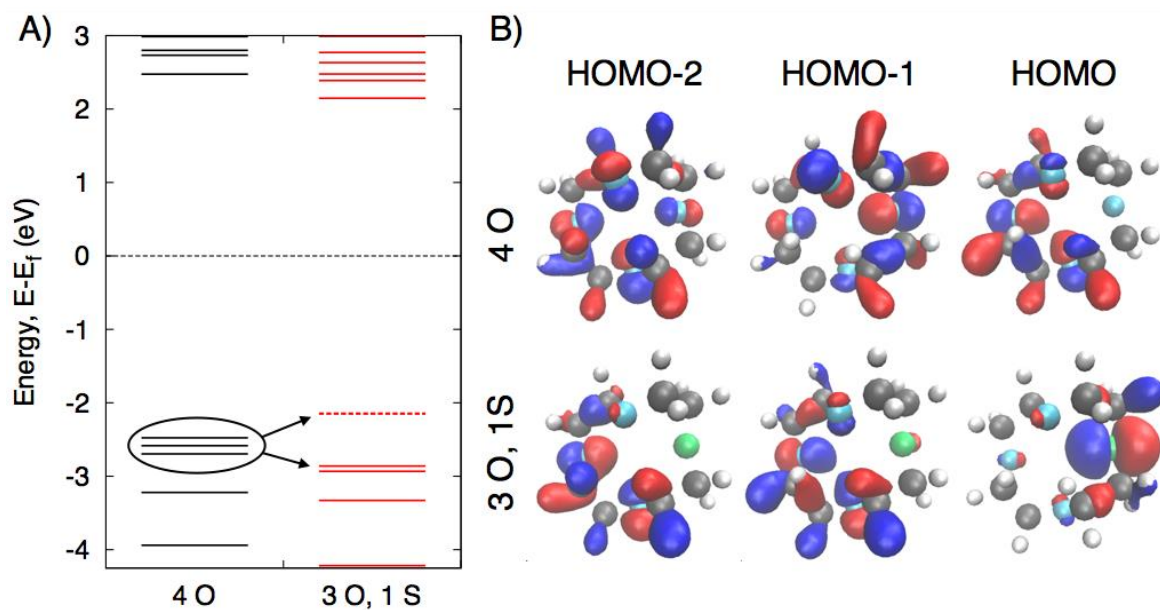 A)
3
2
1
0
-1
-2
-3
-4
Energy, E-E_f (eV)
4 O
3 O, 1 S
B)
HOMO-2
HOMO-1
HOMO
4 O
3 O, 1S